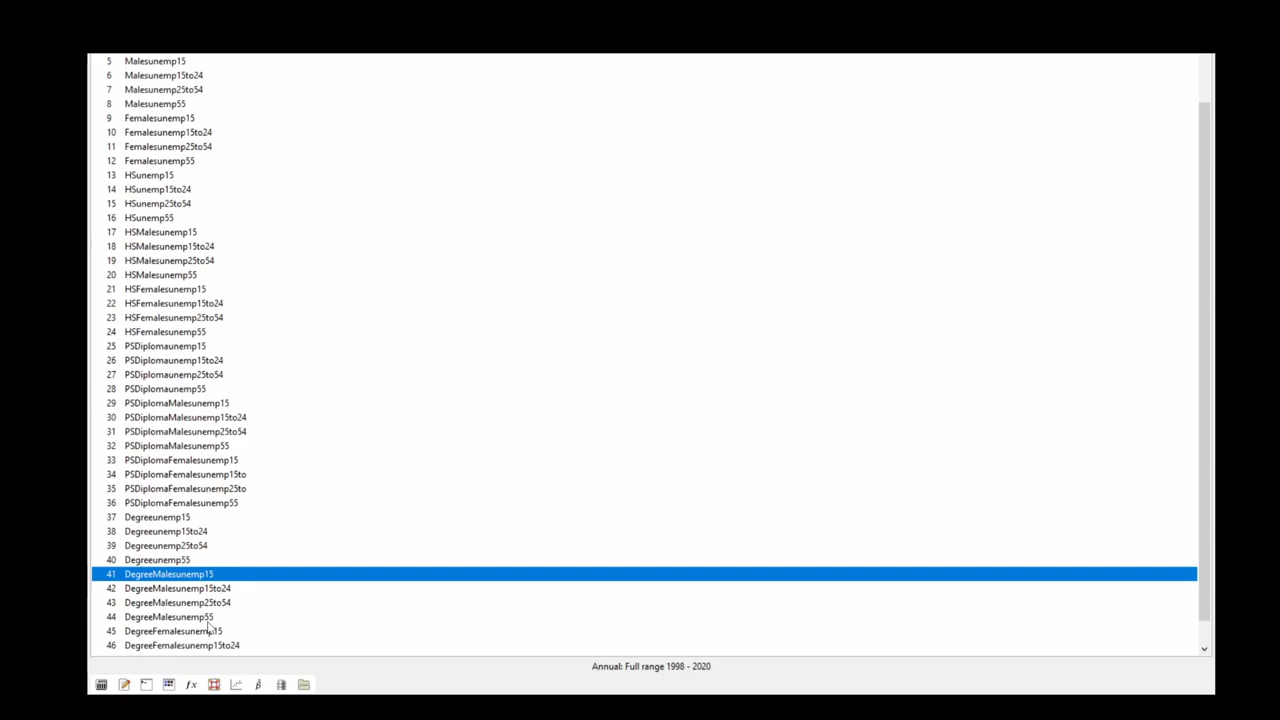 5 Malesunemp15
6 Malesunemp15to24
7 Malesunemp25to54
8 Malesunemp55
9 Femalesunemp15
10 Femalesunemp15to24
11 Femalesunemp25to54
12 Femalesunemp55
13 HSunemp15
14 HSunemp15to24
15 HSunemp25to54
16 HSunemp55
17 HSMalesunemp15
18 HSMalesunemp15to24
19 HSMalesunemp25to54
20 HSMalesunemp55
21 HSFemalesunemp15
22 HSFemalesunemp15to24
23 HSFemalesunemp25to54
24 HSFemalesunemp55
25 PSDiplomaunemp15
26 PSDiplomaunemp15to24
27 PSDiplomaunemp25to54
28 PSDiplomaunemp55
29 PSDiplomaMalesunemp15
30 PSDiplomaMalesunemp15to24
31 PSDiplomaMalesunemp25to54
32 PSDiplomaMalesunemp55
33 PSDiplomaFemalesunemp15
34 PSDiplomaFemalesunemp15to
35 PSDiplomaFemalesunemp25to
36 PSDiplomaFemalesunemp55
37 Degreeunemp15
38 Degreeunemp15to24
39 Degreeunemp25to54
40 Degreeunemp55
41 DegreeMalesunemp15
42 DegreeMalesunemp15to24
43 DegreeMalesunemp25to54
44 DegreeMalesunemp55
45 DegreeFemalesunemp15
46 DegreeFemalesunemp15to24
Annual: Full range 1998 - 2020
fx β̂